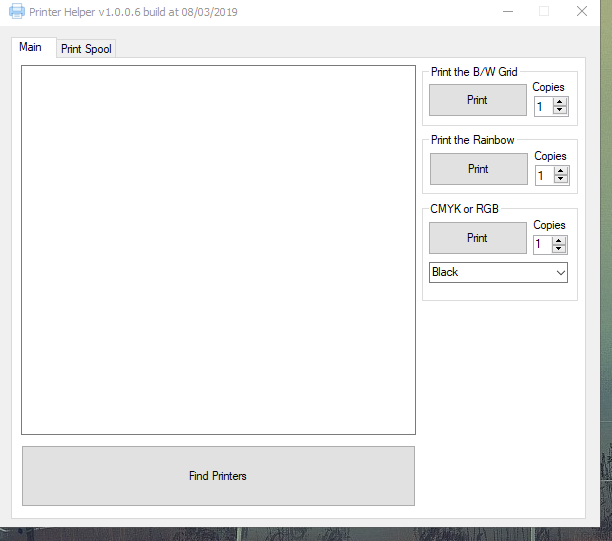 Printer Helper v1.0.0.6 build at 08/03/2019
Main
Print Spool
Print the B/W Grid
Copies
Print
1
Print the Rainbow
Copies
Print
1
CMYK or RGB
Copies
Print
1
Black
Find Printers